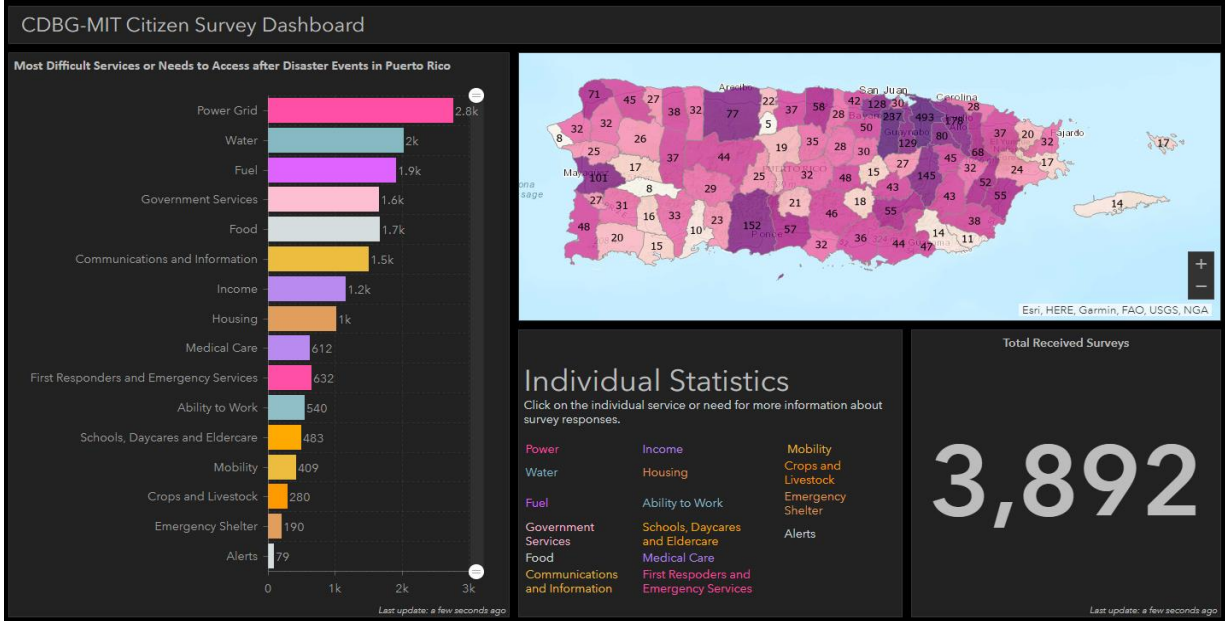 CDBG-MIT Citizen Survey Dashboard
Most Difficult Services or Needs to Access after Disaster Events in Puerto Rico
Power Grid 2.8k
Water 2k
Fuel 1.9k
Government Services 1.6k
Food 1.7k
Communications and Information 1.5k
Income 1.2k
Housing 1k
Medical Care 612
First Responders and Emergency Services 632
Ability to Work 540
Schools, Daycares and Eldercare 483
Mobility 409
Crops and Livestock 280
Emergency Shelter 190
Alerts 79
0 1k 2k 3k
Last update: a few seconds ago
Arecibo San Juan Carolina
71 45 27 38 32 77 22 5 37 58 42 28 128 30 50 237 493 178 28
Guaynabo 129 80 37 20 32 Fajardo
8 32 32 26 25 37 44 19 35 28 30 27 45 68 32 24 17 17
Mayagüez 101 17 8 29 25 PUERTO RICO 32 48 15 43 145 52 55 43
27 31 16 33 23 21 46 18 55 38 14
48 20 15 10 152 Ponce 57 32 36 44 47 14 11
+
−
Esri, HERE, Garmin, FAO, USGS, NGA
Individual Statistics
Click on the individual service or need for more information about
survey responses.
Power Income Mobility
Water Housing Crops and
Livestock
Fuel Ability to Work Emergency
Shelter
Government
Services
Schools, Daycares
and Eldercare
Alerts
Food Medical Care
Communications
and Information
First Respoders and
Emergency Services
Total Received Surveys
3,892
Last update: a few seconds ago